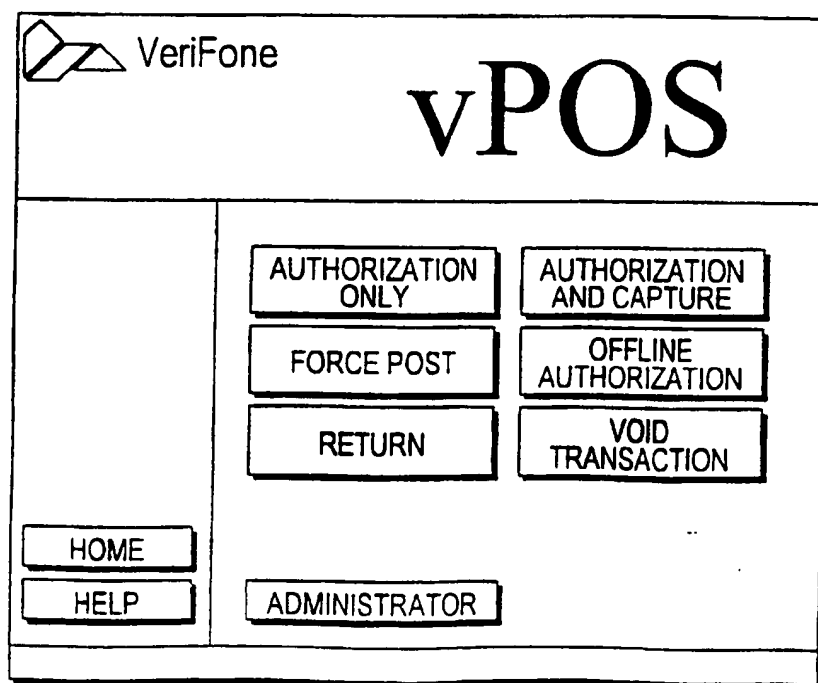 VeriFone
vPOS
AUTHORIZATION
ONLY
AUTHORIZATION
AND CAPTURE
FORCE POST
OFFLINE
AUTHORIZATION
RETURN
VOID
TRANSACTION
HOME
HELP
ADMINISTRATOR